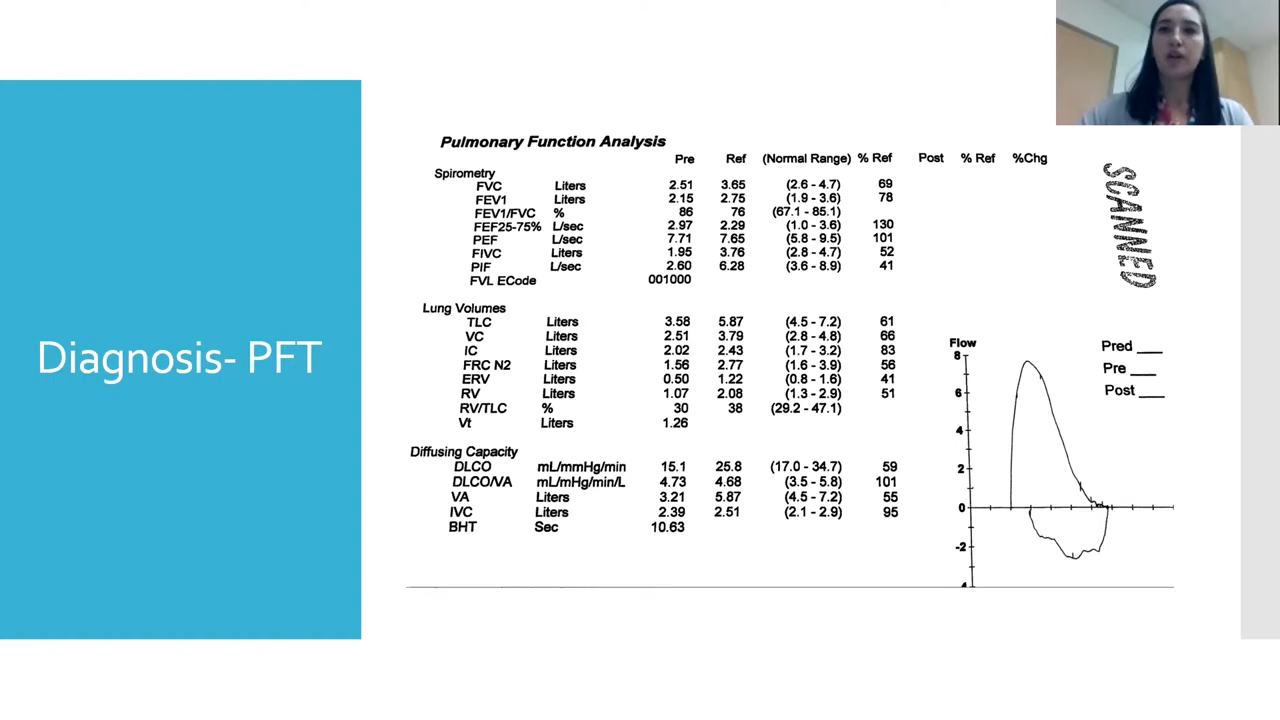 Diagnosis- PFT
Pulmonary Function Analysis
Pre Ref (Normal Range) % Ref Post % Ref %Chg
Spirometry
FVC Liters 2.51 3.65 (2.6 - 4.7) 69
FEV1 Liters 2.15 2.75 (1.9 - 3.6) 78
FEV1/FVC % 86 76 (67.1 - 85.1)
FEF25-75% L/sec 2.97 2.29 (1.0 - 3.6) 130
PEF L/sec 7.71 7.65 (5.8 - 9.5) 101
FIVC Liters 1.95 3.76 (2.8 - 4.7) 52
PIF L/sec 2.60 6.28 (3.6 - 8.9) 41
FVL ECode 001000
Lung Volumes
TLC Liters 3.58 5.87 (4.5 - 7.2) 61
VC Liters 2.51 3.79 (2.8 - 4.8) 66
IC Liters 2.02 2.43 (1.7 - 3.2) 83
FRC N2 Liters 1.56 2.77 (1.6 - 3.9) 56
ERV Liters 0.50 1.22 (0.8 - 1.6) 41
RV Liters 1.07 2.08 (1.3 - 2.9) 51
RV/TLC % 30 38 (29.2 - 47.1)
Vt Liters 1.26
Diffusing Capacity
DLCO mL/mmHg/min 15.1 25.8 (17.0 - 34.7) 59
DLCO/VA mL/mHg/min/L 4.73 4.68 (3.5 - 5.8) 101
VA Liters 3.21 5.87 (4.5 - 7.2) 55
IVC Liters 2.39 2.51 (2.1 - 2.9) 95
BHT Sec 10.63
SCANNED
Flow
8
6
4
2
0
-2
Pred ___
Pre ___
Post ___